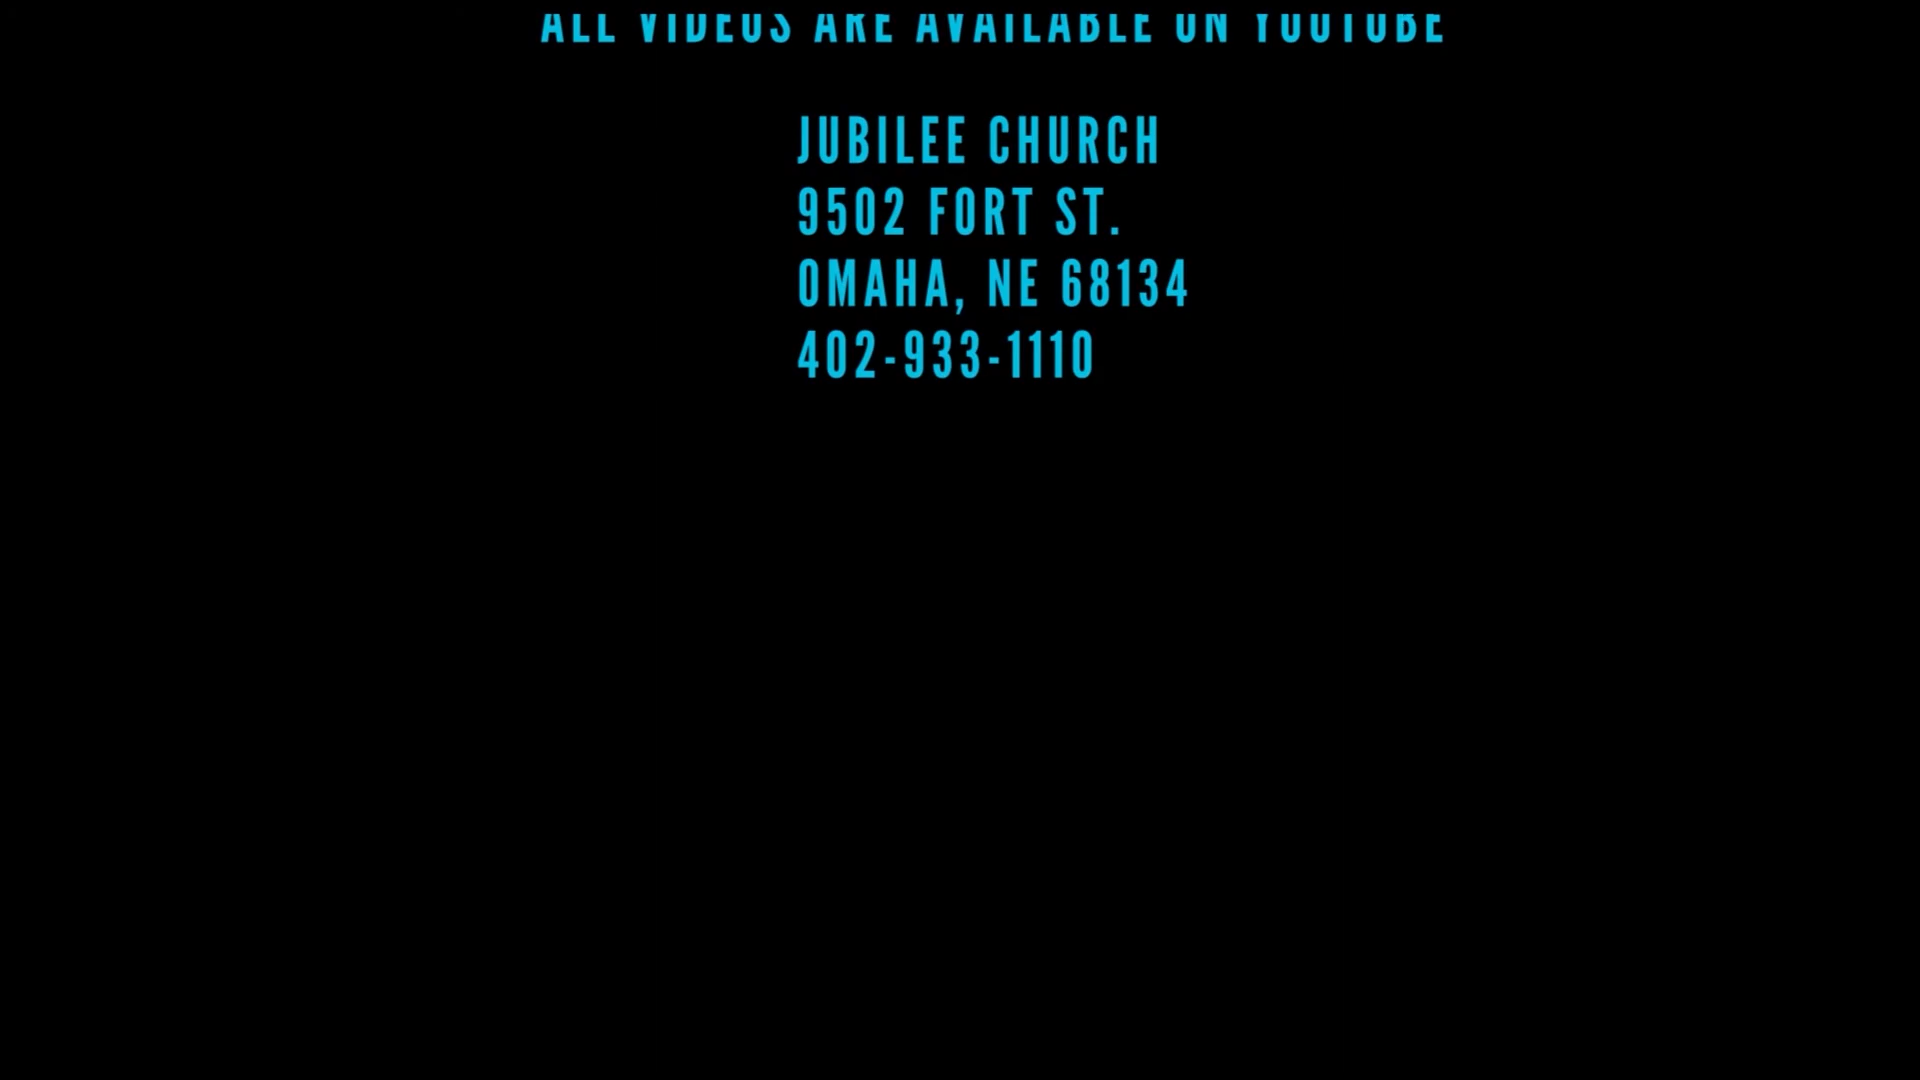 ALL VIDEOS ARE AVAILABLE ON YOUTUBE
JUBILEE CHURCH
9502 FORT ST.
OMAHA, NE 68134
402-933-1110